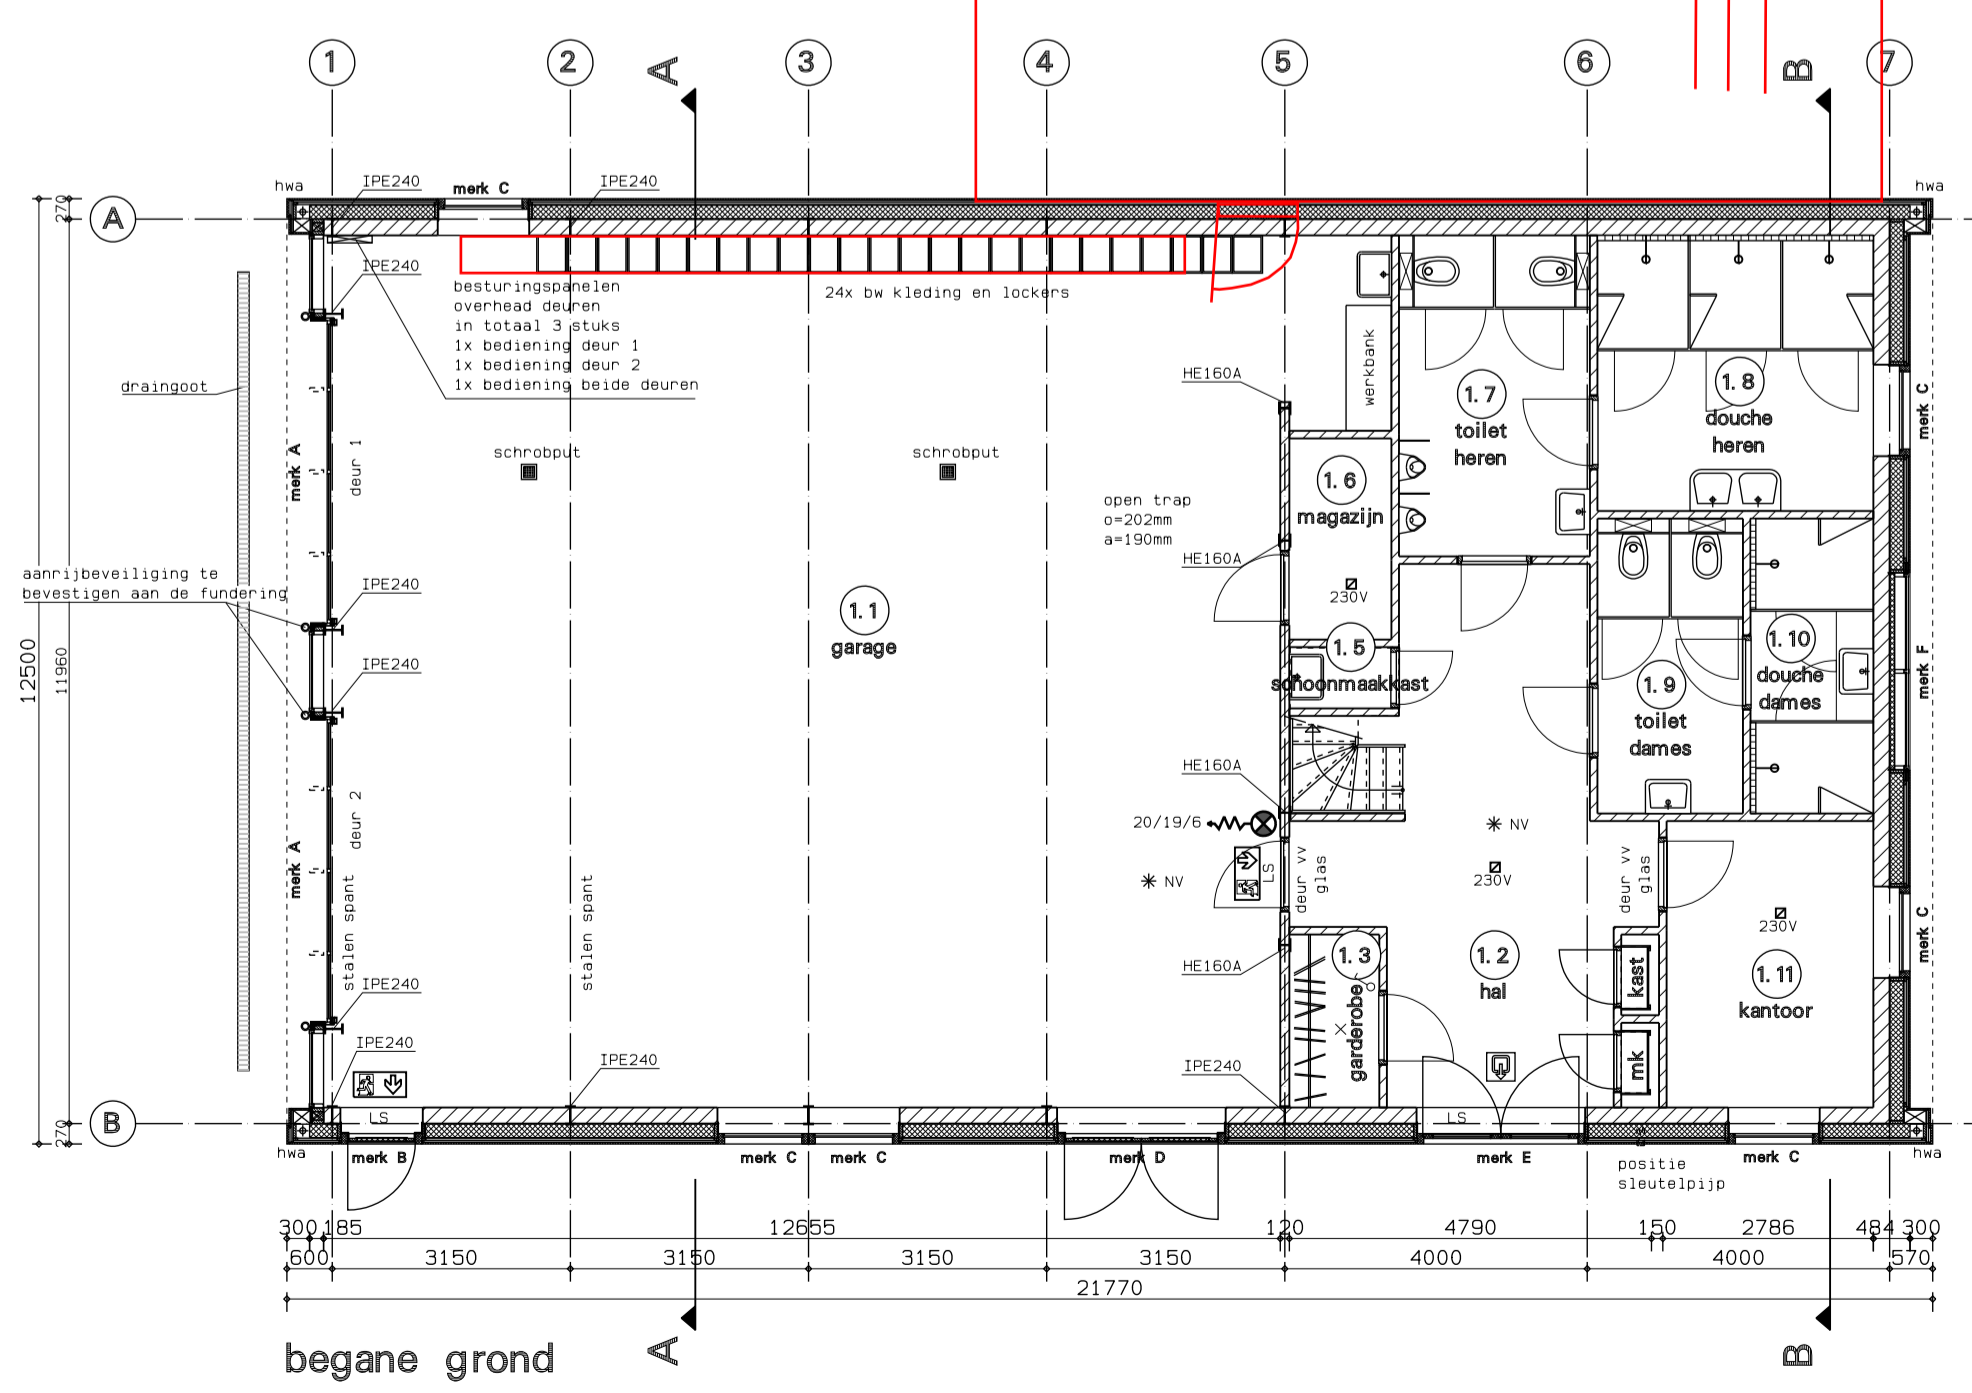 1 2 3 4 5 6 7
A B
hwa IPE240 merk C IPE240 hwa
270
A
IPE240
besturingspanelen
overhead deuren
in totaal 3 stuks
1x bediening deur 1
1x bediening deur 2
1x bediening beide deuren
24x bw kleding en lockers
draingoot
werkbank
HE160A
1.7
toilet
heren
1.8
douche
heren
merk C
merk A
deur 1
schrobput
schrobput
open trap
o=202mm
a=190mm
1.6
magazijn
HE160A
230V
aanrijbeveiliging te
bevestigen aan de fundering
IPE240
1.1
garage
12500
11960
IPE240
1.5
schoonmaakkast
1.9
toilet
dames
1.10
douche
dames
merk F
merk A
deur 2
HE160A
20/19/6
NV
NV
LS
deur vv
glas
230V
deur vv
glas
stalen spant
stalen spant
HE160A
1.3
garderobe
1.2
hal
kast
mk
230V
1.11
kantoor
merk C
IPE240
IPE240
IPE240
IPE240
B
270
LS
LS
hwa
merk B
merk C
merk C
merk D
merk E
positie
sleutelpijp
merk C
hwa
300 185 12655 120 4790 150 2786 484 300
600 3150 3150 3150 3150 4000 4000 570
21770
begane grond
A B